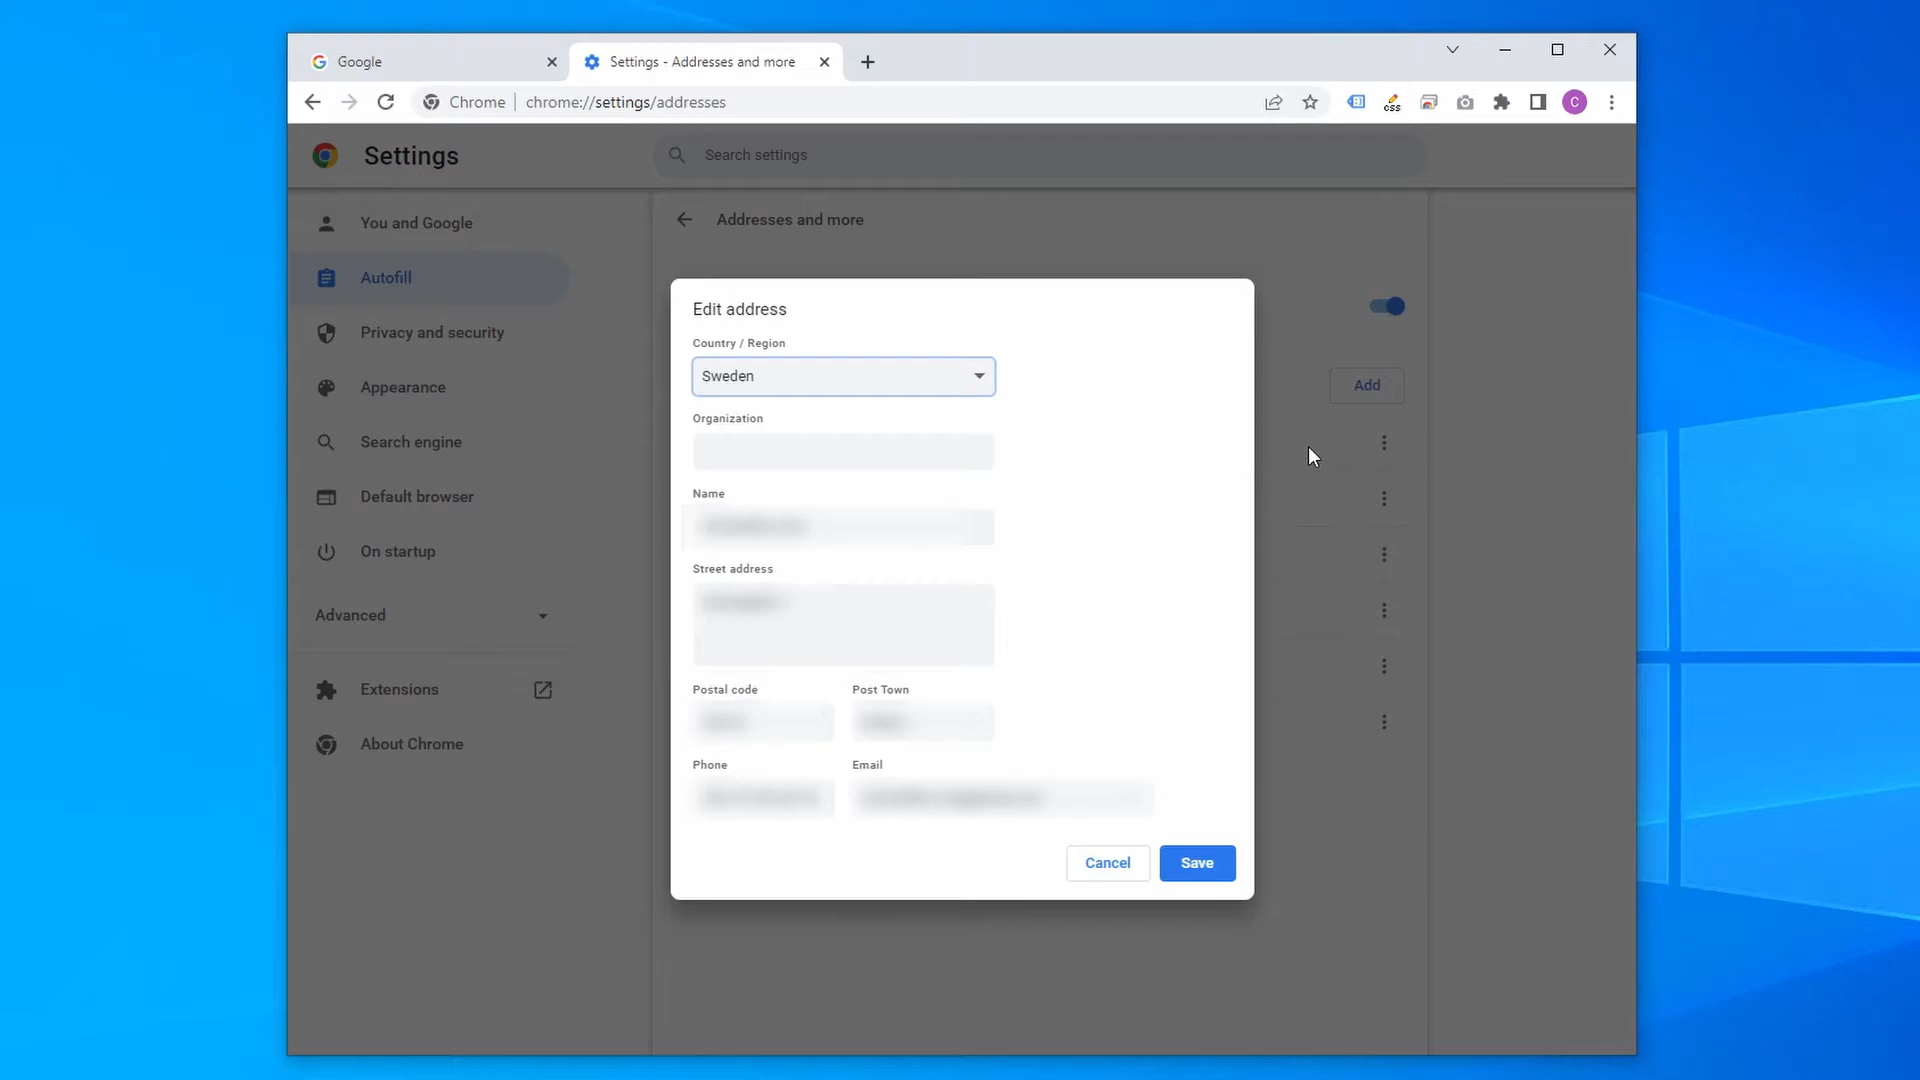 Google
Settings - Addresses and more
Chrome
chrome://settings/addresses
CSS
C
Settings
Search settings
You and Google
Addresses and more
Autofill
Privacy and security
Appearance
Search engine
Default browser
On startup
Advanced
Extensions
About Chrome
Add
Edit address
Country / Region
Sweden
Organization
Name
Street address
Postal code
Post Town
Phone
Email
Cancel
Save